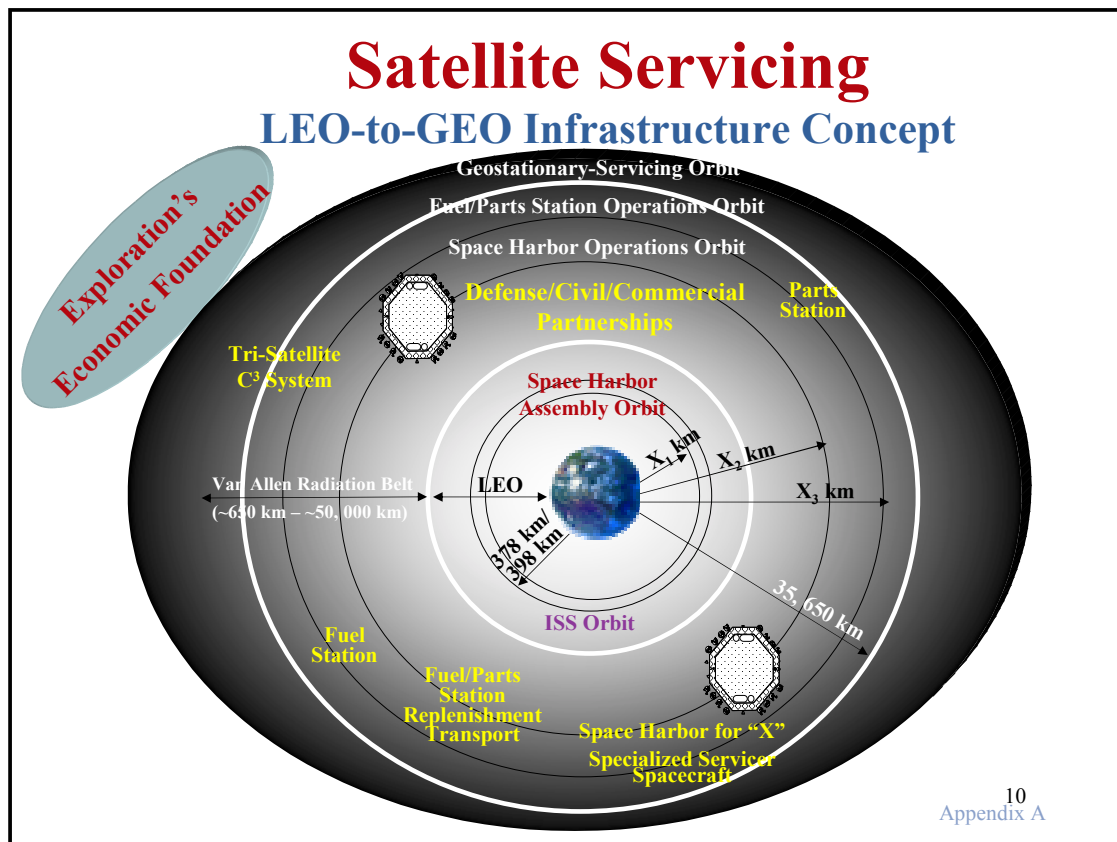 Satellite Servicing
LEO-to-GEO Infrastructure Concept
Exploration’s
Economic Foundation
Geostationary-Servicing Orbit
Fuel/Parts Station Operations Orbit
Space Harbor Operations Orbit
Defense/Civil/Commercial
Partnerships
Parts
Station
Tri-Satellite
C³ System
Space Harbor
Assembly Orbit
X₁ km
X₂ km
X₃ km
Van Allen Radiation Belt
(~650 km – ~50, 000 km)
LEO
378 km/
398 km
35, 650 km
ISS Orbit
Fuel
Station
Fuel/Parts
Station
Replenishment
Transport
Space Harbor for “X”
Specialized Servicer
Spacecraft
10
Appendix A